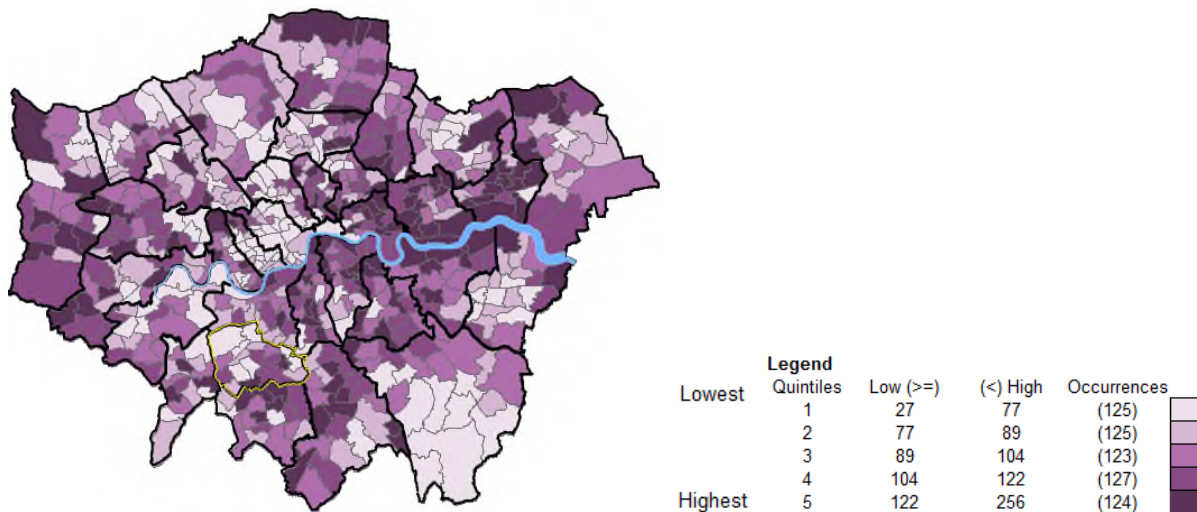 Legend
Lowest Quintiles Low (>=) (<) High Occurrences
1 27 77 (125)
2 77 89 (125)
3 89 104 (123)
4 104 122 (127)
Highest 5 122 256 (124)